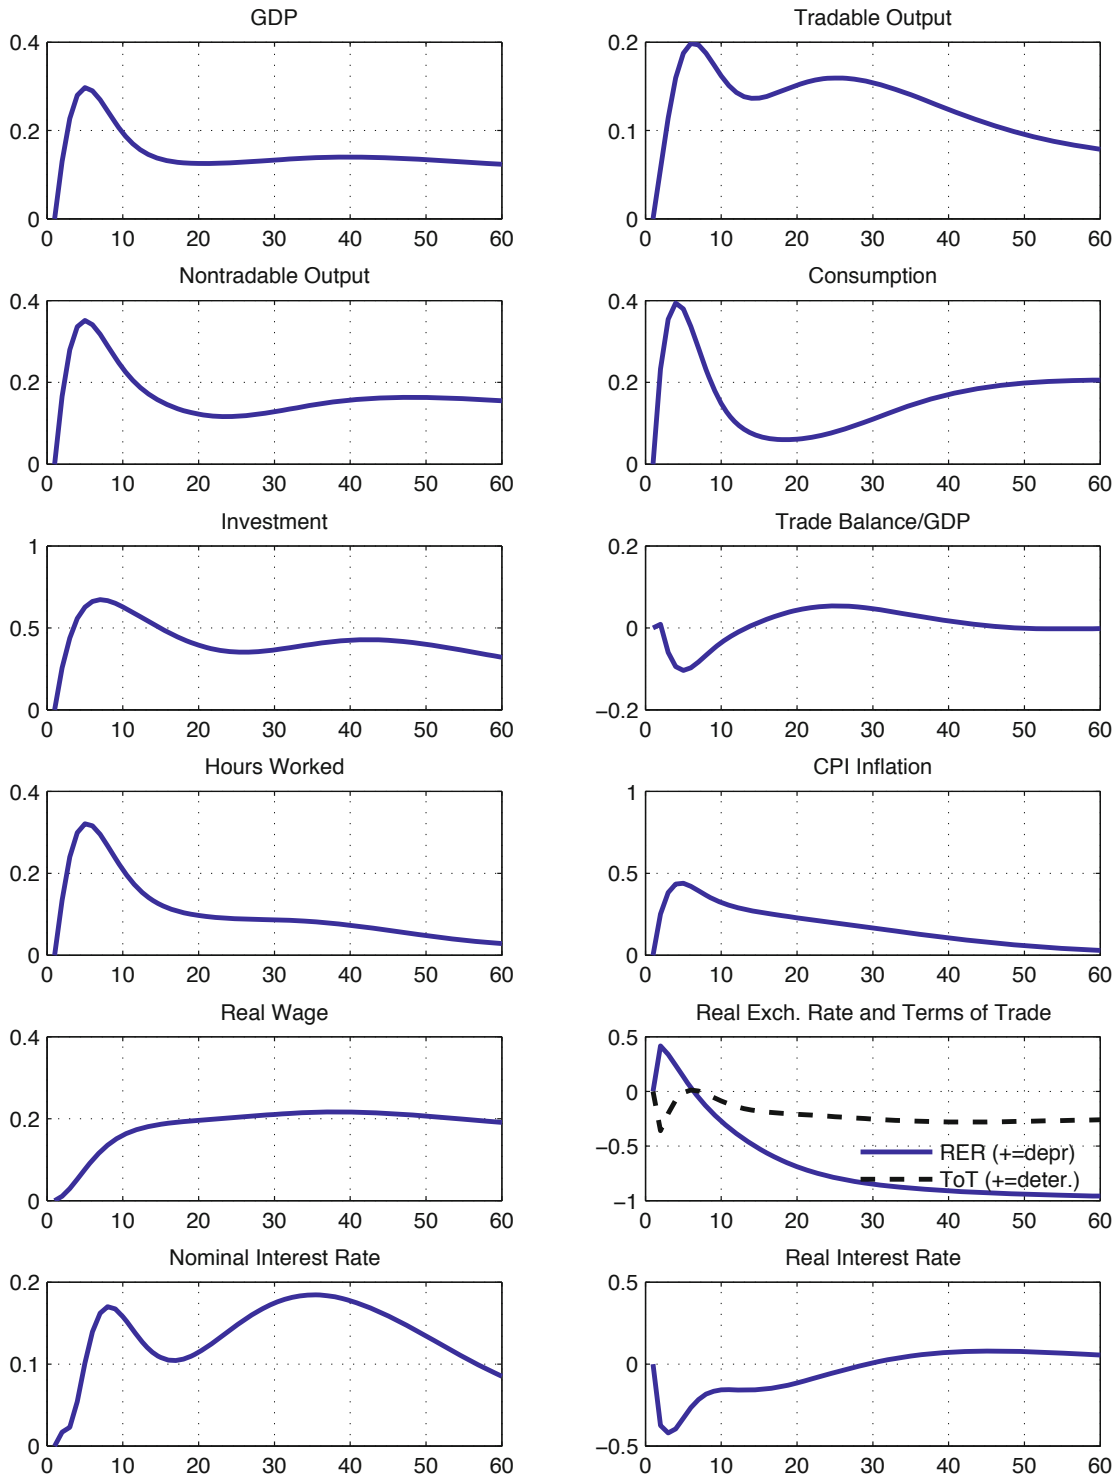 GDP
Tradable Output
0.4
0.2
0
0 10 20 30 40 50 60
0.2
0.1
0
0 10 20 30 40 50 60
Nontradable Output
Consumption
0.4
0.2
0
0 10 20 30 40 50 60
0.4
0.2
0
0 10 20 30 40 50 60
Investment
Trade Balance/GDP
1
0.5
0
0 10 20 30 40 50 60
0.2
0
−0.2
0 10 20 30 40 50 60
Hours Worked
CPI Inflation
0.4
0.2
0
0 10 20 30 40 50 60
1
0.5
0
0 10 20 30 40 50 60
Real Wage
Real Exch. Rate and Terms of Trade
0.4
0.2
0
0 10 20 30 40 50 60
0.5
0
−0.5
−1
RER (+=depr)
ToT (+=deter.)
0 10 20 30 40 50 60
Nominal Interest Rate
Real Interest Rate
0.2
0.1
0
0 10 20 30 40 50 60
0.5
0
−0.5
0 10 20 30 40 50 60